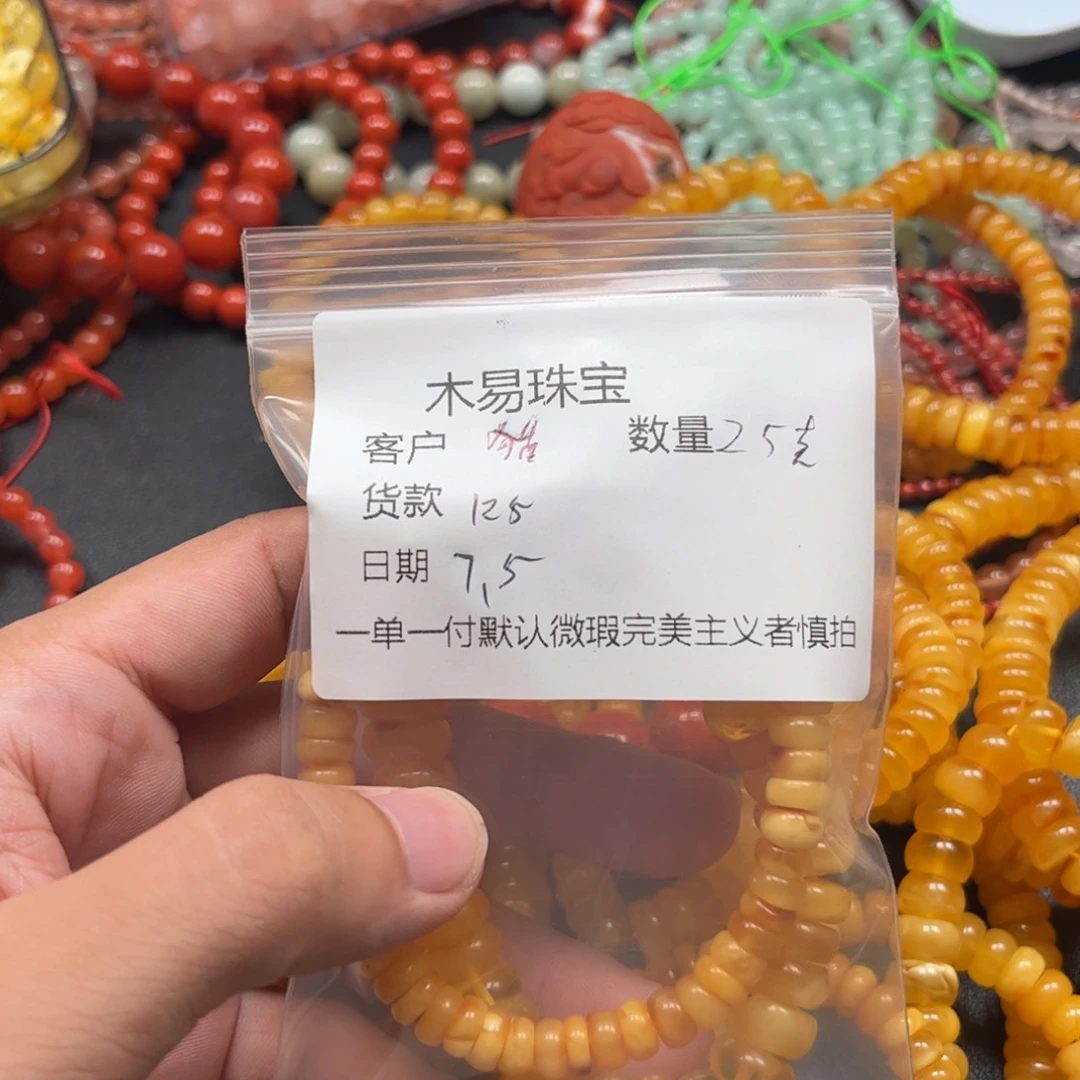 木易珠宝
客户 数量25克
货款 125
日期 7,5
一单一付默认微瑕完美主义者慎拍